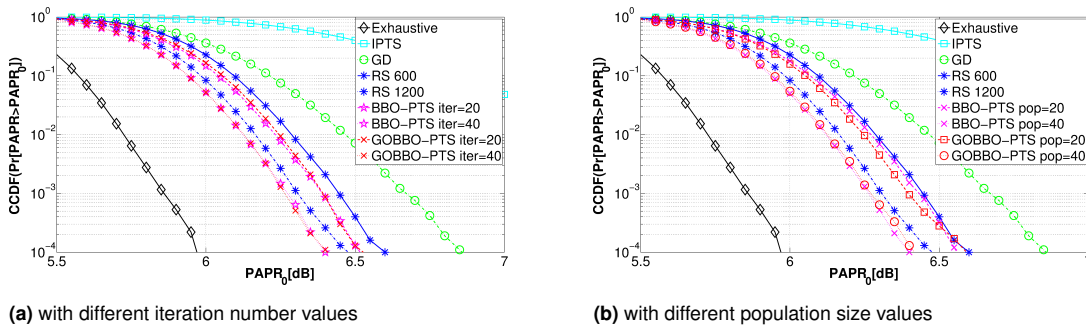 10^0
10^-1
10^-2
10^-3
10^-4
CCDF(Pr[PAPR>PAPR_0])
5.5 6 6.5 7
PAPR_0[dB]
Exhaustive
IPTS
GD
RS 600
RS 1200
BBO−PTS iter=20
BBO−PTS iter=40
GOBBO−PTS iter=20
GOBBO−PTS iter=40
(a) with different iteration number values
10^0
10^-1
10^-2
10^-3
10^-4
CCDF(Pr[PAPR>PAPR_0])
5.5 6 6.5 7
PAPR_0[dB]
Exhaustive
IPTS
GD
RS 600
RS 1200
BBO−PTS pop=20
BBO−PTS pop=40
GOBBO−PTS pop=20
GOBBO−PTS pop=40
(b) with different population size values